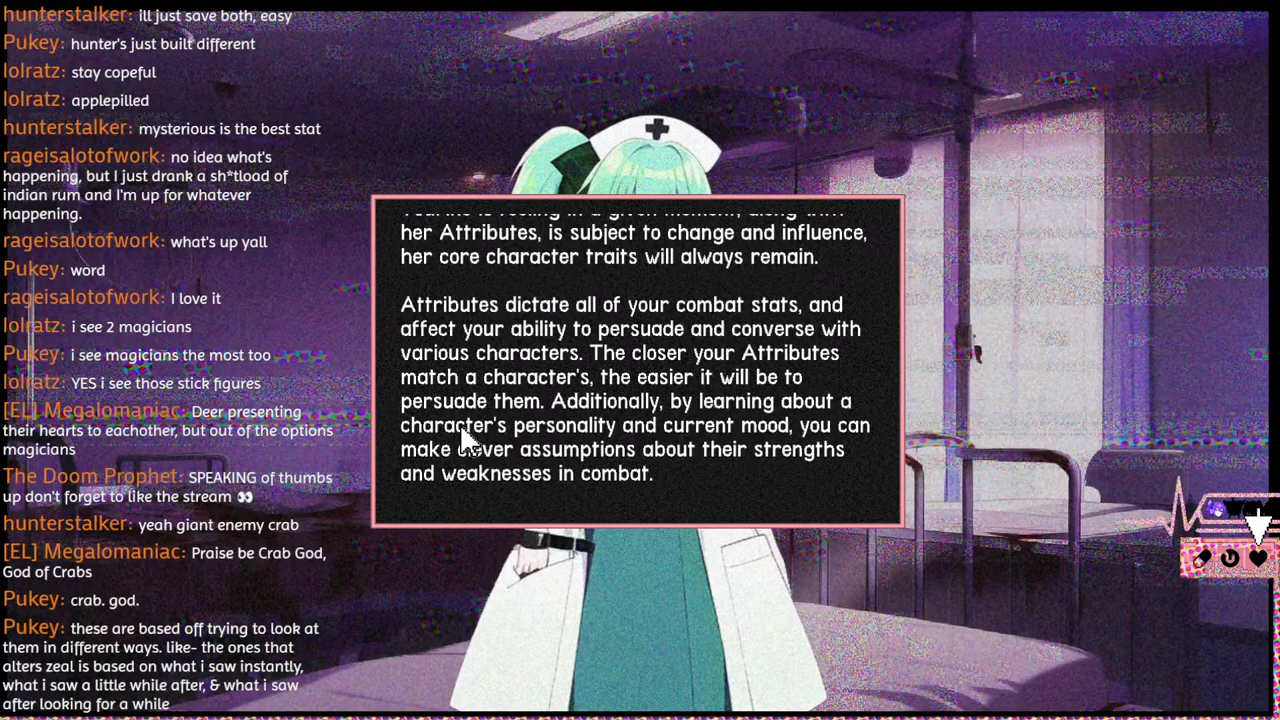 hunterstalker: ill just save both, easy
Pukey: hunter's just built different
lolratz: stay copeful
lolratz: applepilled
hunterstalker: mysterious is the best stat
rageisalotofwork: no idea what's
happening, but I just drank a sh*tload of
indian rum and I'm up for whatever
happening.
rageisalotofwork: what's up yall
Pukey: word
rageisalotofwork: I love it
lolratz: i see 2 magicians
Pukey: i see magicians the most too
lolratz: YES i see those stick figures
[EL] Megalomaniac: Deer presenting
their hearts to eachother, but out of the options
magicians
The Doom Prophet: SPEAKING of thumbs
up don't forget to like the stream 👀
hunterstalker: yeah giant enemy crab
[EL] Megalomaniac: Praise be Crab God,
God of Crabs
Pukey: crab. god.
Pukey: these are based off trying to look at
them in different ways. like- the ones that
alters zeal is based on what i saw instantly,
what i saw a little while after, & what i saw
after looking for a while
is feeling in a given moment, along with
her Attributes, is subject to change and influence,
her core character traits will always remain.
Attributes dictate all of your combat stats, and
affect your ability to persuade and converse with
various characters. The closer your Attributes
match a character's, the easier it will be to
persuade them. Additionally, by learning about a
character's personality and current mood, you can
make clever assumptions about their strengths
and weaknesses in combat.